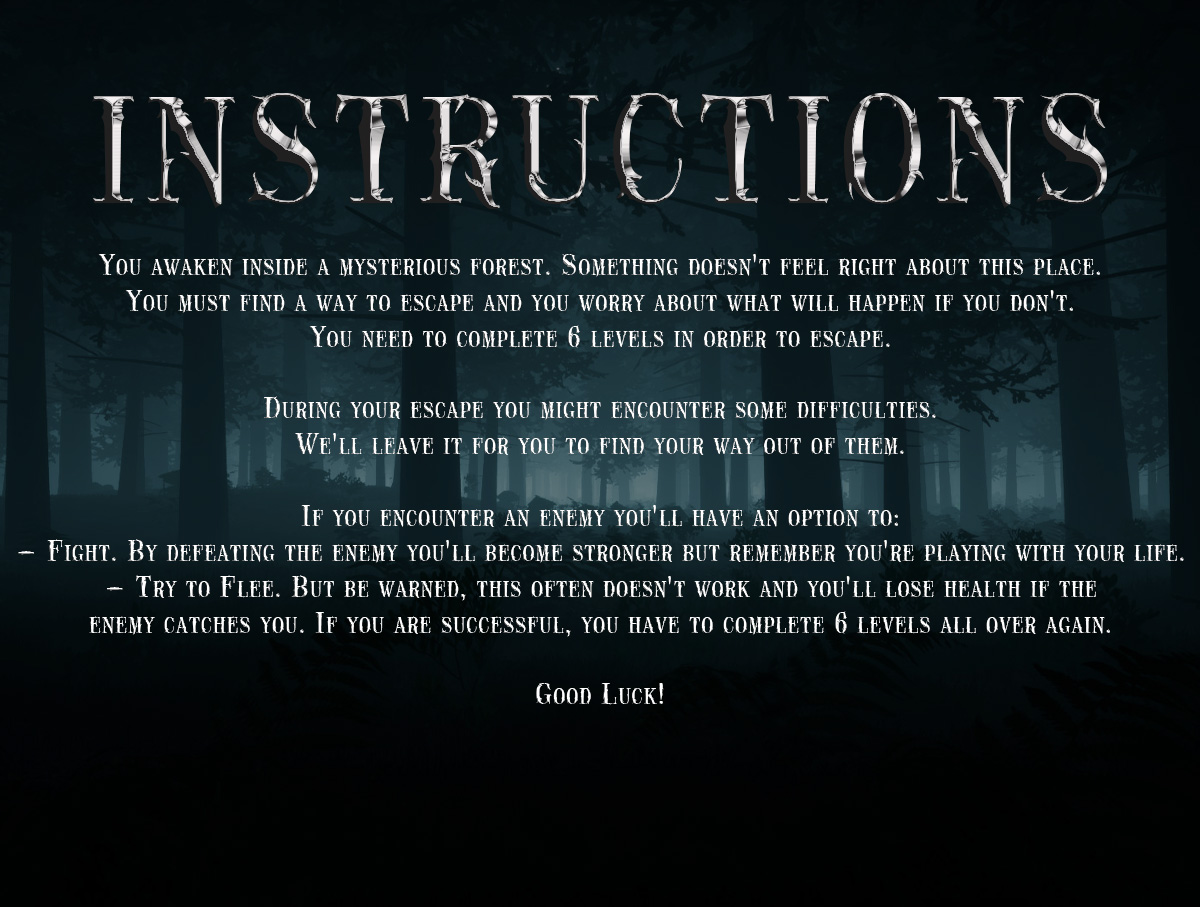 INSTRUCTIONS
You awaken inside a mysterious forest. Something doesn't feel right about this place.
You must find a way to escape and you worry about what will happen if you don't.
You need to complete 6 levels in order to escape.
During your escape you might encounter some difficulties.
We'll leave it for you to find your way out of them.
If you encounter an enemy you'll have an option to:
– Fight. By defeating the enemy you'll become stronger but remember you're playing with your life.
– Try to Flee. But be warned, this often doesn't work and you'll lose health if the
enemy catches you. If you are successful, you have to complete 6 levels all over again.
Good Luck!